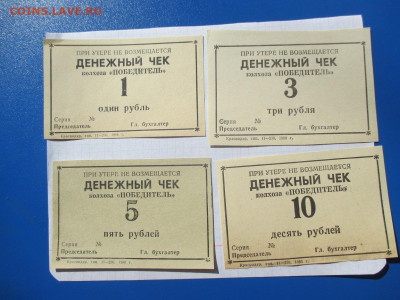 COINS.LAVE.RU
ПРИ УТЕРЕ НЕ ВОЗМЕЩАЕТСЯ
ДЕНЕЖНЫЙ ЧЕК
колхоза «ПОБЕДИТЕЛЬ»
1
один рубль
Серия №
Председатель Гл. бухгалтер
ПРИ УТЕРЕ НЕ ВОЗМЕЩАЕТСЯ
ДЕНЕЖНЫЙ ЧЕК
колхоза «ПОБЕДИТЕЛЬ»
3
три рубля
Серия №
Председатель Гл. бухгалтер
ПРИ УТЕРЕ НЕ ВОЗМЕЩАЕТСЯ
ДЕНЕЖНЫЙ ЧЕК
колхоза «ПОБЕДИТЕЛЬ»
5
пять рублей
Серия №
Председатель Гл. бухгалтер
ПРИ УТЕРЕ НЕ ВОЗМЕЩАЕТСЯ
ДЕНЕЖНЫЙ ЧЕК
колхоза «ПОБЕДИТЕЛЬ»
10
десять рублей
Серия №
Председатель Гл. бухгалтер